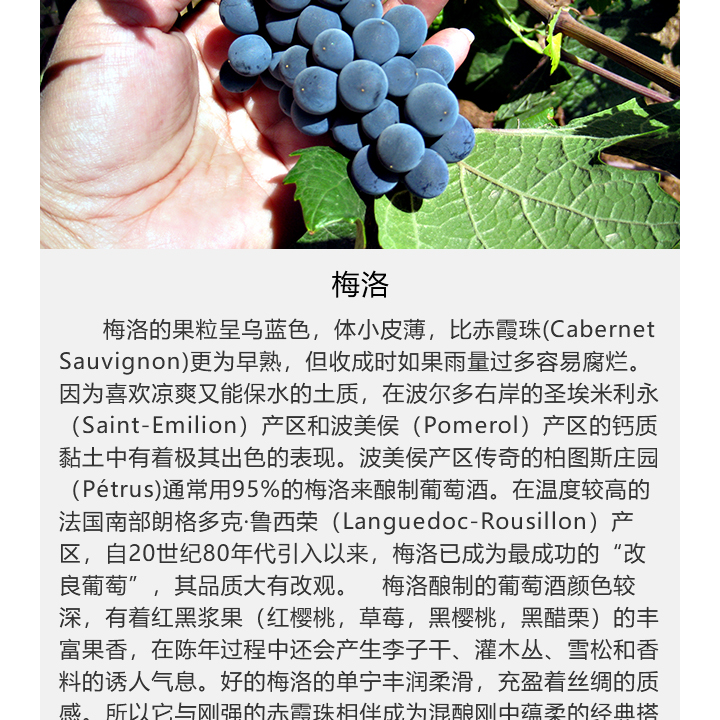 梅洛
梅洛的果粒呈乌蓝色，体小皮薄，比赤霞珠(Cabernet
Sauvignon)更为早熟，但收成时如果雨量过多容易腐烂。
因为喜欢凉爽又能保水的土质，在波尔多右岸的圣埃米利永
（Saint-Emilion）产区和波美侯（Pomerol）产区的钙质
黏土中有着极其出色的表现。波美侯产区传奇的柏图斯庄园
（Pétrus)通常用95%的梅洛来酿制葡萄酒。在温度较高的
法国南部朗格多克·鲁西荣（Languedoc-Rousillon）产
区，自20世纪80年代引入以来，梅洛已成为最成功的“改
良葡萄”，其品质大有改观。　梅洛酿制的葡萄酒颜色较
深，有着红黑浆果（红樱桃，草莓，黑樱桃，黑醋栗）的丰
富果香，在陈年过程中还会产生李子干、灌木丛、雪松和香
料的诱人气息。好的梅洛的单宁丰润柔滑，充盈着丝绸的质
感。所以它与刚强的赤霞珠相伴成为混酿刚中蕴柔的经典搭